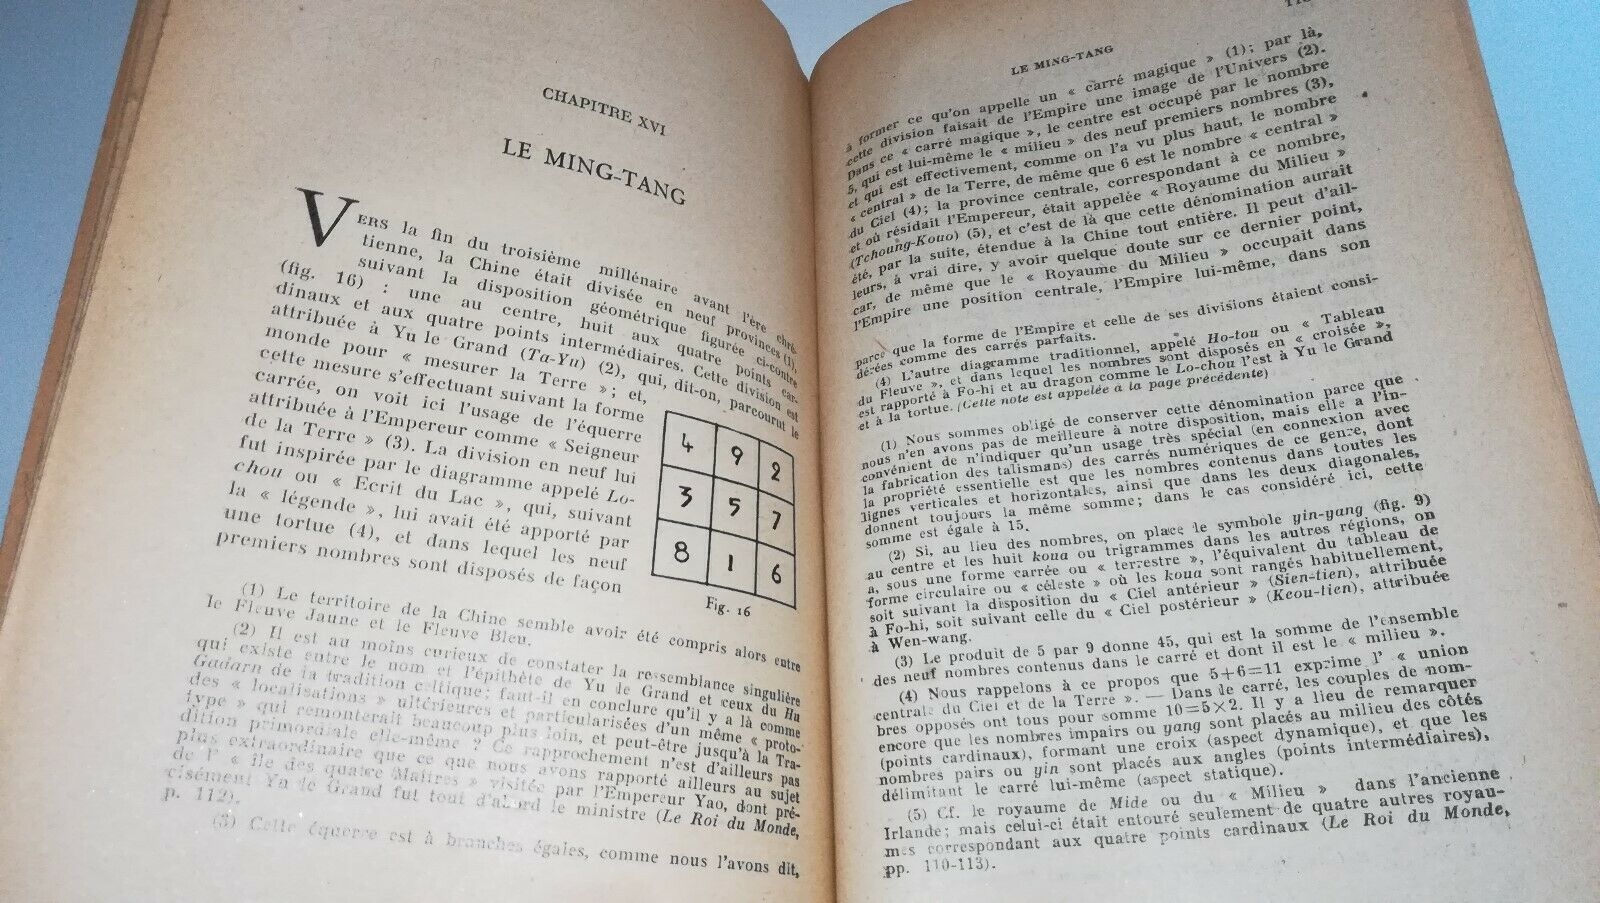 CHAPITRE XVI
LE MING-TANG
VERS la fin du troisième millénaire avant l'ère chré-
tienne, la Chine était divisée en neuf provinces (1),
suivant la disposition géométrique figurée ci-contre
(fig. 16) : une au centre, huit aux quatre points car-
dinaux et aux quatre points intermédiaires. Cette division est
attribuée à Yu le Grand (Ta-Yu) (2), qui, dit-on, parcourut le
monde pour « mesurer la Terre » ; et,
cette mesure s'effectuant suivant la forme
carrée, on voit ici l'usage de l'équerre
attribuée à l'Empereur comme « Seigneur
de la Terre » (3). La division en neuf lui
fut inspirée par le diagramme appelé Lo-
chou ou « Ecrit du Lac », qui, suivant
la « légende », lui avait été apporté par
une tortue (4), et dans lequel les neuf
premiers nombres sont disposés de façon
4 9 2
3 5 7
8 1 6
Fig. 16
(1) Le territoire de la Chine semble avoir été compris alors entre
le Fleuve Jaune et le Fleuve Bleu.
(2) Il est au moins curieux de constater la ressemblance singulière
qui existe entre le nom et l'épithète de Yu le Grand et ceux du Hu
Gadarn de la tradition celtique; faut-il en conclure qu'il y a là comme
des « localisations » ultérieures et particularisées d'un même « proto-
type » qui remonterait beaucoup plus loin, et peut-être jusqu'à la Tra-
dition primordiale elle-même ? Ce rapprochement n'est d'ailleurs pas
plus extraordinaire que ce que nous avons rapporté ailleurs au sujet
de l' « île des quatre Maîtres » visitée par l'Empereur Yao, dont pré-
cisément Yu le Grand fut tout d'abord le ministre (Le Roi du Monde,
p. 112).
(3) Cette équerre est à branches égales, comme nous l'avons dit,
LE MING-TANG
à former ce qu'on appelle un « carré magique » (1); par là,
cette division faisait de l'Empire une image de l'Univers (2).
Dans ce « carré magique », le centre est occupé par le nombre
5, qui est lui-même le « milieu » des neuf premiers nombres (3),
et qui est effectivement, comme on l'a vu plus haut, le nombre
« central » de la Terre, de même que 6 est le nombre « central »
du Ciel (4); la province centrale, correspondant à ce nombre,
et où résidait l'Empereur, était appelée « Royaume du Milieu »
(Tchoung-Kouo) (5), et c'est de là que cette dénomination aurait
été, par la suite, étendue à la Chine tout entière. Il peut d'ail-
leurs, à vrai dire, y avoir quelque doute sur ce dernier point,
car, de même que le « Royaume du Milieu » occupait dans
l'Empire une position centrale, l'Empire lui-même, dans son
parce que la forme de l'Empire et celle de ses divisions étaient consi-
dérées comme des carrés parfaits.
(4) L'autre diagramme traditionnel, appelé Ho-tou ou « Tableau
du Fleuve », et dans lequel les nombres sont disposés en « croisée »,
est rapporté à Fo-hi et au dragon comme le Lo-chou l'est à Yu le Grand
et à la tortue. (Cette note est appelée a la page précédente)
(1) Nous sommes obligé de conserver cette dénomination parce que
nous n'en avons pas de meilleure à notre disposition, mais elle a l'in-
convénient de n'indiquer qu'un usage très spécial (en connexion avec
la fabrication des talismans) des carrés numériques de ce genre, dont
la propriété essentielle est que les nombres contenus dans toutes les
lignes verticales et horizontales, ainsi que dans les deux diagonales,
donnent toujours la même somme; dans le cas considéré ici, cette
somme est égale à 15.
(2) Si, au lieu des nombres, on place le symbole yin-yang (fig. 9)
au centre et les huit koua ou trigrammes dans les autres régions, on
a, sous une forme carrée ou « terrestre », l'équivalent du tableau de
forme circulaire ou « céleste » où les koua sont rangés habituellement,
soit suivant la disposition du « Ciel antérieur » (Sien-tien), attribuée
à Fo-hi, soit suivant celle du « Ciel postérieur » (Keou-tien), attribuée
à Wen-wang.
(3) Le produit de 5 par 9 donne 45, qui est la somme de l'ensemble
des neuf nombres contenus dans le carré et dont il est le « milieu ».
(4) Nous rappelons à ce propos que 5+6=11 exprime l' « union
centrale du Ciel et de la Terre ». — Dans le carré, les couples de nom-
bres opposés ont tous pour somme 10=5×2. Il y a lieu de remarquer
encore que les nombres impairs ou yang sont placés au milieu des côtés
(points cardinaux), formant une croix (aspect dynamique), et que les
nombres pairs ou yin sont placés aux angles (points intermédiaires),
délimitant le carré lui-même (aspect statique).
(5) Cf. le royaume de Mide ou du « Milieu » dans l'ancienne
Irlande; mais celui-ci était entouré seulement de quatre autres royau-
mes correspondant aux quatre points cardinaux (Le Roi du Monde,
pp. 110-113).